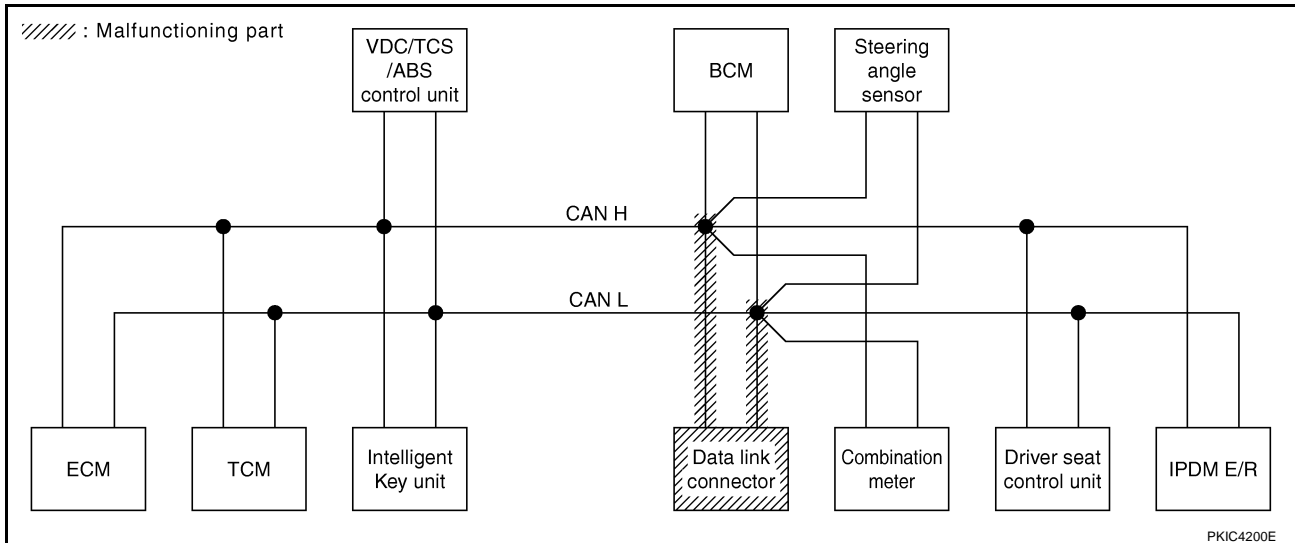 : Malfunctioning part
VDC/TCS
/ABS
control unit
BCM
Steering
angle
sensor
CAN H
CAN L
ECM
TCM
Intelligent
Key unit
Data link
connector
Combination
meter
Driver seat
control unit
IPDM E/R
PKIC4200E